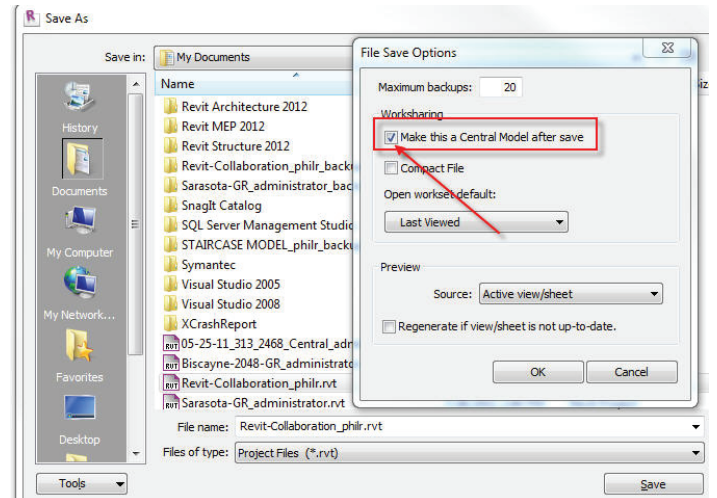 Save As
Save in:
My Documents
Name
History
Documents
My Computer
My Network...
Favorites
Desktop
Revit Architecture 2012
Revit MEP 2012
Revit Structure 2012
Revit-Collaboration_philr_backu
Sarasota-GR_administrator_bac
SnagIt Catalog
SQL Server Management Studio
STAIRCASE MODEL_philr_backu
Symantec
Visual Studio 2005
Visual Studio 2008
XCrashReport
05-25-11_313_2468_Central_adm
Biscayne-2048-GR_administrato
Revit-Collaboration_philr.rvt
Sarasota-GR_administrator.rvt
File name: Revit-Collaboration_philr.rvt
Files of type: Project Files (*.rvt)
Tools
Save
File Save Options
Maximum backups: 20
Worksharing
Make this a Central Model after save
Compact File
Open workset default:
Last Viewed
Preview
Source: Active view/sheet
Regenerate if view/sheet is not up-to-date.
OK Cancel